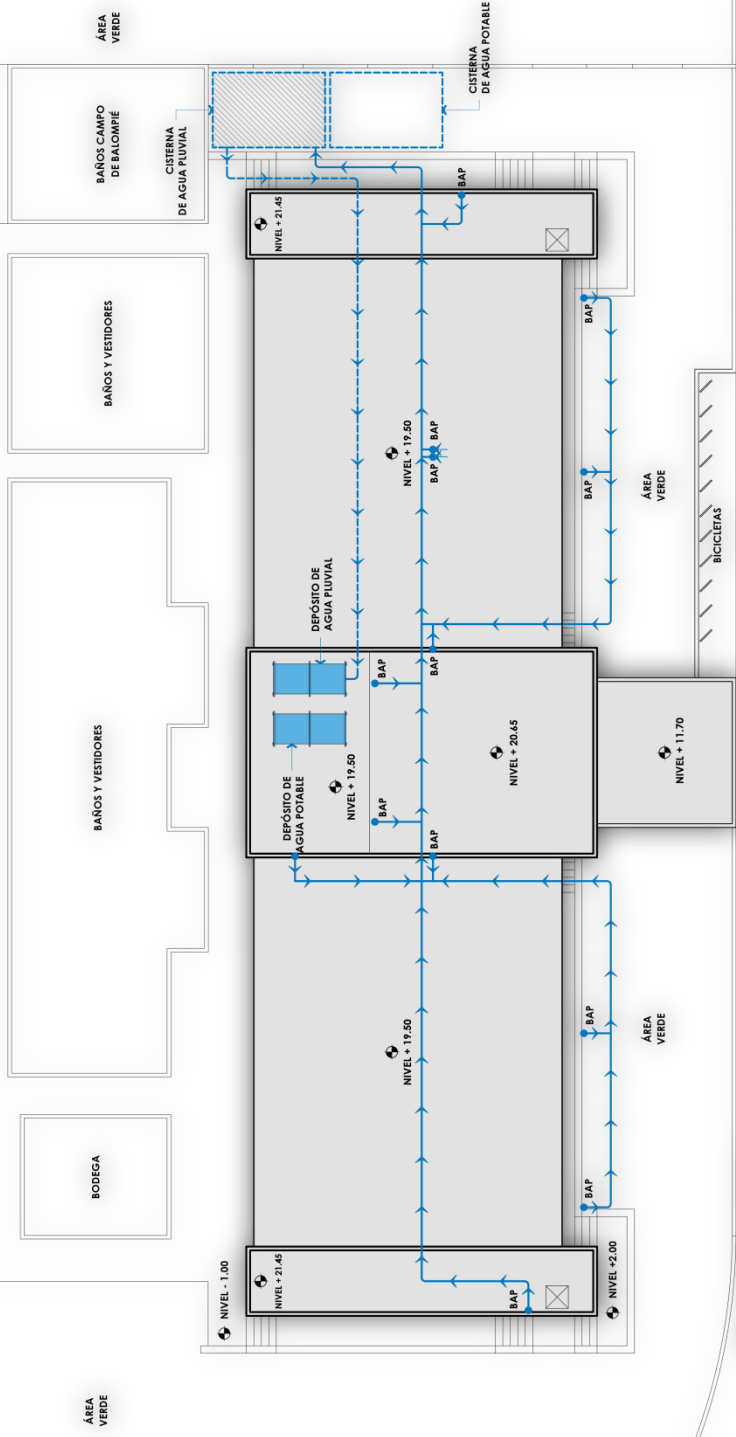 ÁREA
VERDE
BAÑOS CAMPO
DE BALOMPIÉ
CISTERNA
DE AGUA PLUVIAL
CISTERNA
DE AGUA POTABLE
NIVEL + 21.45
BAP
BAÑOS Y VESTIDORES
BAP
NIVEL + 19.50
BAP
BAP
BAP
ÁREA
VERDE
BICICLETAS
DEPÓSITO DE
AGUA PLUVIAL
BAP
BAP
BAÑOS Y VESTIDORES
DEPÓSITO DE
AGUA POTABLE
NIVEL + 19.50
BAP
NIVEL + 20.65
NIVEL + 11.70
BAP
NIVEL + 19.50
BAP
ÁREA
VERDE
BODEGA
BAP
NIVEL - 1.00
NIVEL + 21.45
BAP
NIVEL +2.00
ÁREA
VERDE